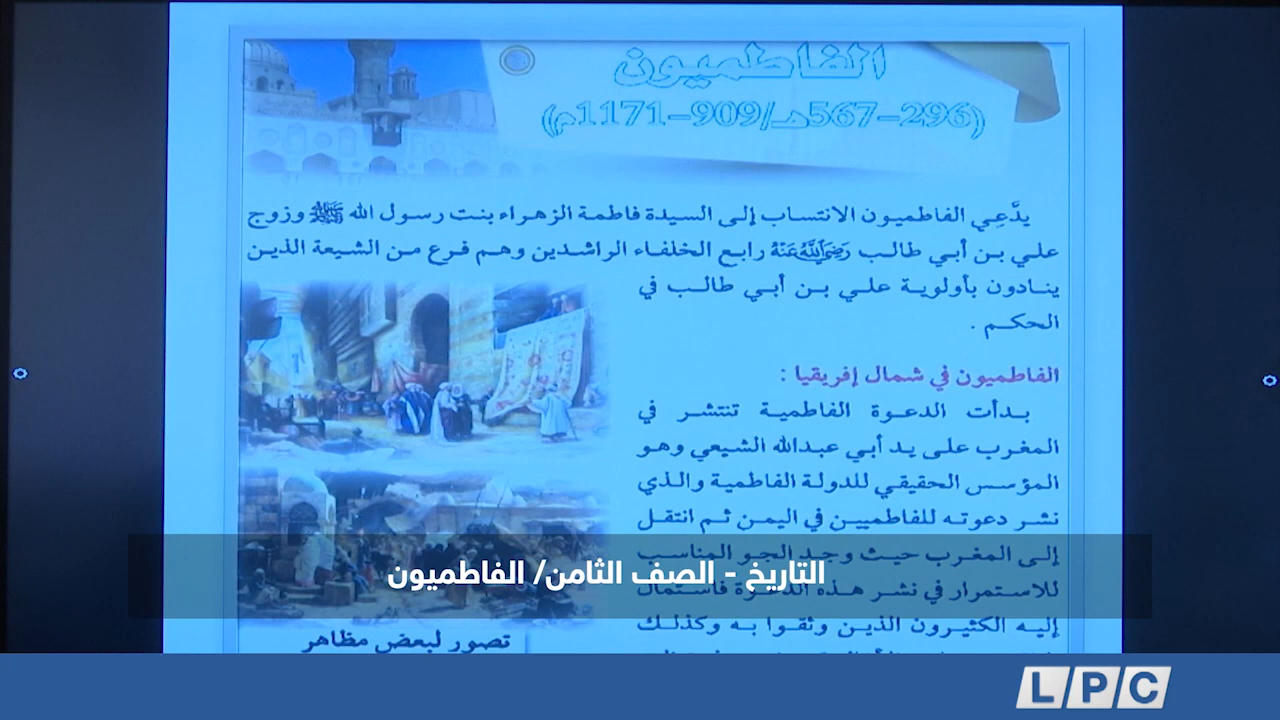 الفاطميون
(296-567هـ/909-1171م)
يدَّعِي الفاطميون الانتساب إلى السيدة فاطمة الزهراء بنت رسول الله ﷺ وزوج
علي بن أبي طالب رَضِيَ اللَّهُ عَنْهُ رابع الخلفاء الراشدين وهم فرع من الشيعة الذين
ينادون بأولوية علي بن أبي طالب في
الحكم .
الفاطميون في شمال إفريقيا :
بدأت الدعوة الفاطمية تنتشر في
المغرب على يد أبي عبدالله الشيعي وهو
المؤسس الحقيقي للدولة الفاطمية والذي
نشر دعوته للفاطميين في اليمن ثم انتقل
إلى المغرب حيث وجد الجو المناسب
للاستمرار في نشر هذه الدعوة فاستمال
إليه الكثيرون الذين وثقوا به وكذلك
تصور لبعض مظاهر
التاريخ - الصف الثامن/ الفاطميون
LPC